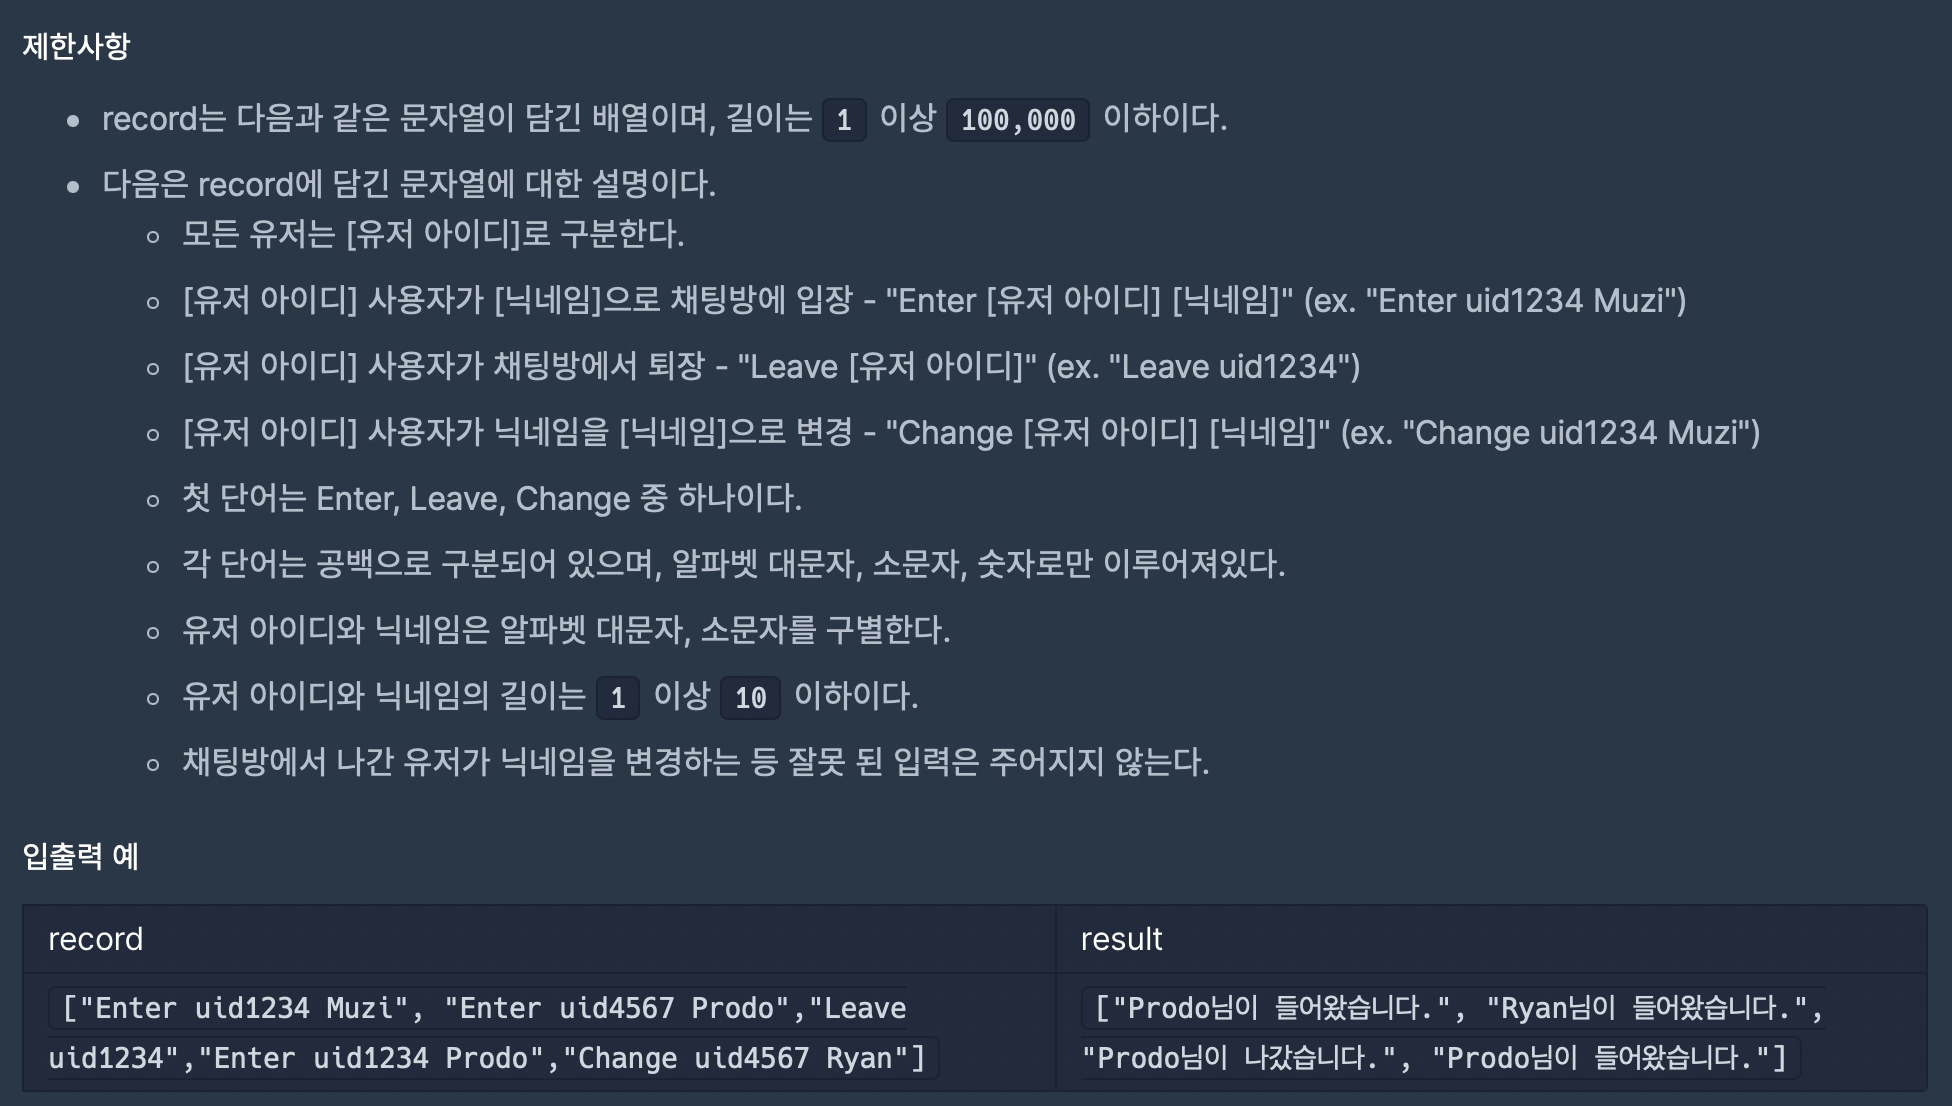 제한사항
record는 다음과 같은 문자열이 담긴 배열이며, 길이는 1 이상 100,000 이하이다.
다음은 record에 담긴 문자열에 대한 설명이다.
모든 유저는 [유저 아이디]로 구분한다.
[유저 아이디] 사용자가 [닉네임]으로 채팅방에 입장 - "Enter [유저 아이디] [닉네임]" (ex. "Enter uid1234 Muzi")
[유저 아이디] 사용자가 채팅방에서 퇴장 - "Leave [유저 아이디]" (ex. "Leave uid1234")
[유저 아이디] 사용자가 닉네임을 [닉네임]으로 변경 - "Change [유저 아이디] [닉네임]" (ex. "Change uid1234 Muzi")
첫 단어는 Enter, Leave, Change 중 하나이다.
각 단어는 공백으로 구분되어 있으며, 알파벳 대문자, 소문자, 숫자로만 이루어져있다.
유저 아이디와 닉네임은 알파벳 대문자, 소문자를 구별한다.
유저 아이디와 닉네임의 길이는 1 이상 10 이하이다.
채팅방에서 나간 유저가 닉네임을 변경하는 등 잘못 된 입력은 주어지지 않는다.
입출력 예
record
result
["Enter uid1234 Muzi", "Enter uid4567 Prodo","Leave
uid1234","Enter uid1234 Prodo","Change uid4567 Ryan"]
["Prodo님이 들어왔습니다.", "Ryan님이 들어왔습니다.",
"Prodo님이 나갔습니다.", "Prodo님이 들어왔습니다."]